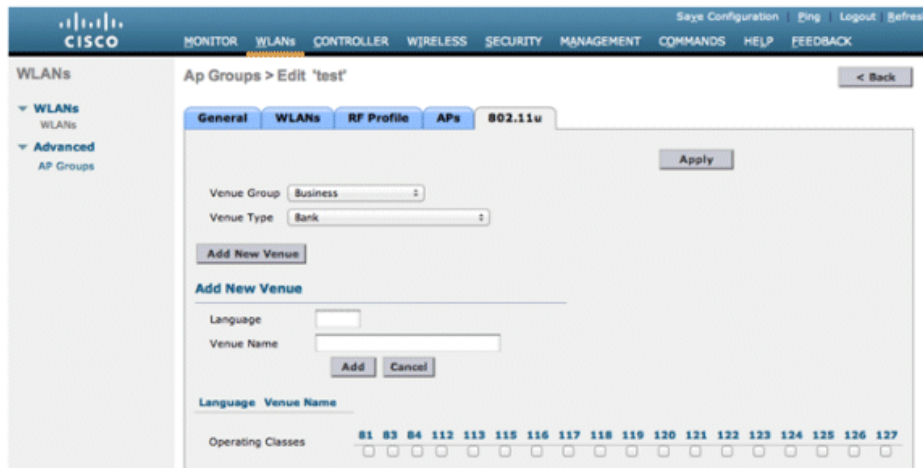 Save Configuration Ping Logout Refres
CISCO
MONITOR WLANs CONTROLLER WIRELESS SECURITY MANAGEMENT COMMANDS HELP FEEDBACK
WLANs
Ap Groups > Edit 'test'
< Back
WLANs
WLANs
Advanced
AP Groups
General WLANs RF Profile APs 802.11u
Apply
Venue Group Business
Venue Type Bank
Add New Venue
Add New Venue
Language
Venue Name
Add Cancel
Language Venue Name
81 83 84 112 113 115 116 117 118 119 120 121 122 123 124 125 126 127
Operating Classes